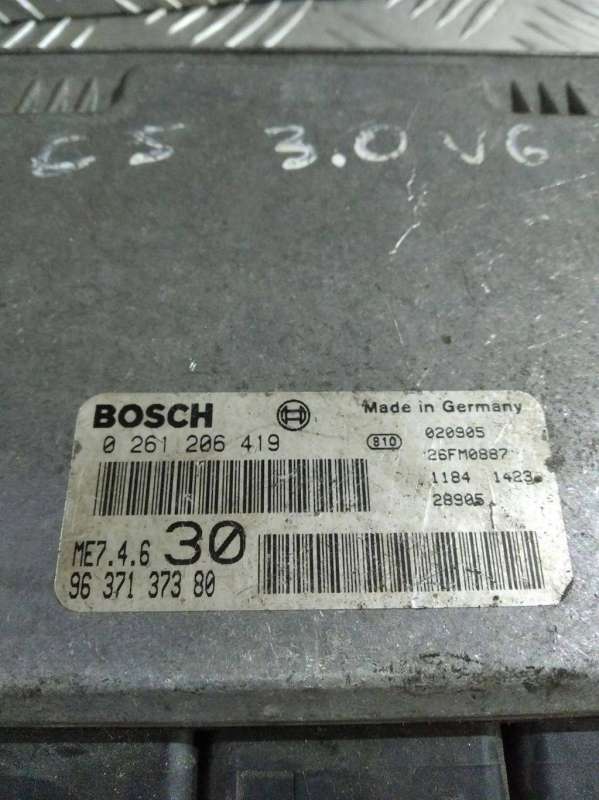 C5 3.0 V6
BOSCH
Made in Germany
0 261 206 419
810
020905
26FM0887
1184 1423
28905
ME7.4.6 30
96 371 373 80